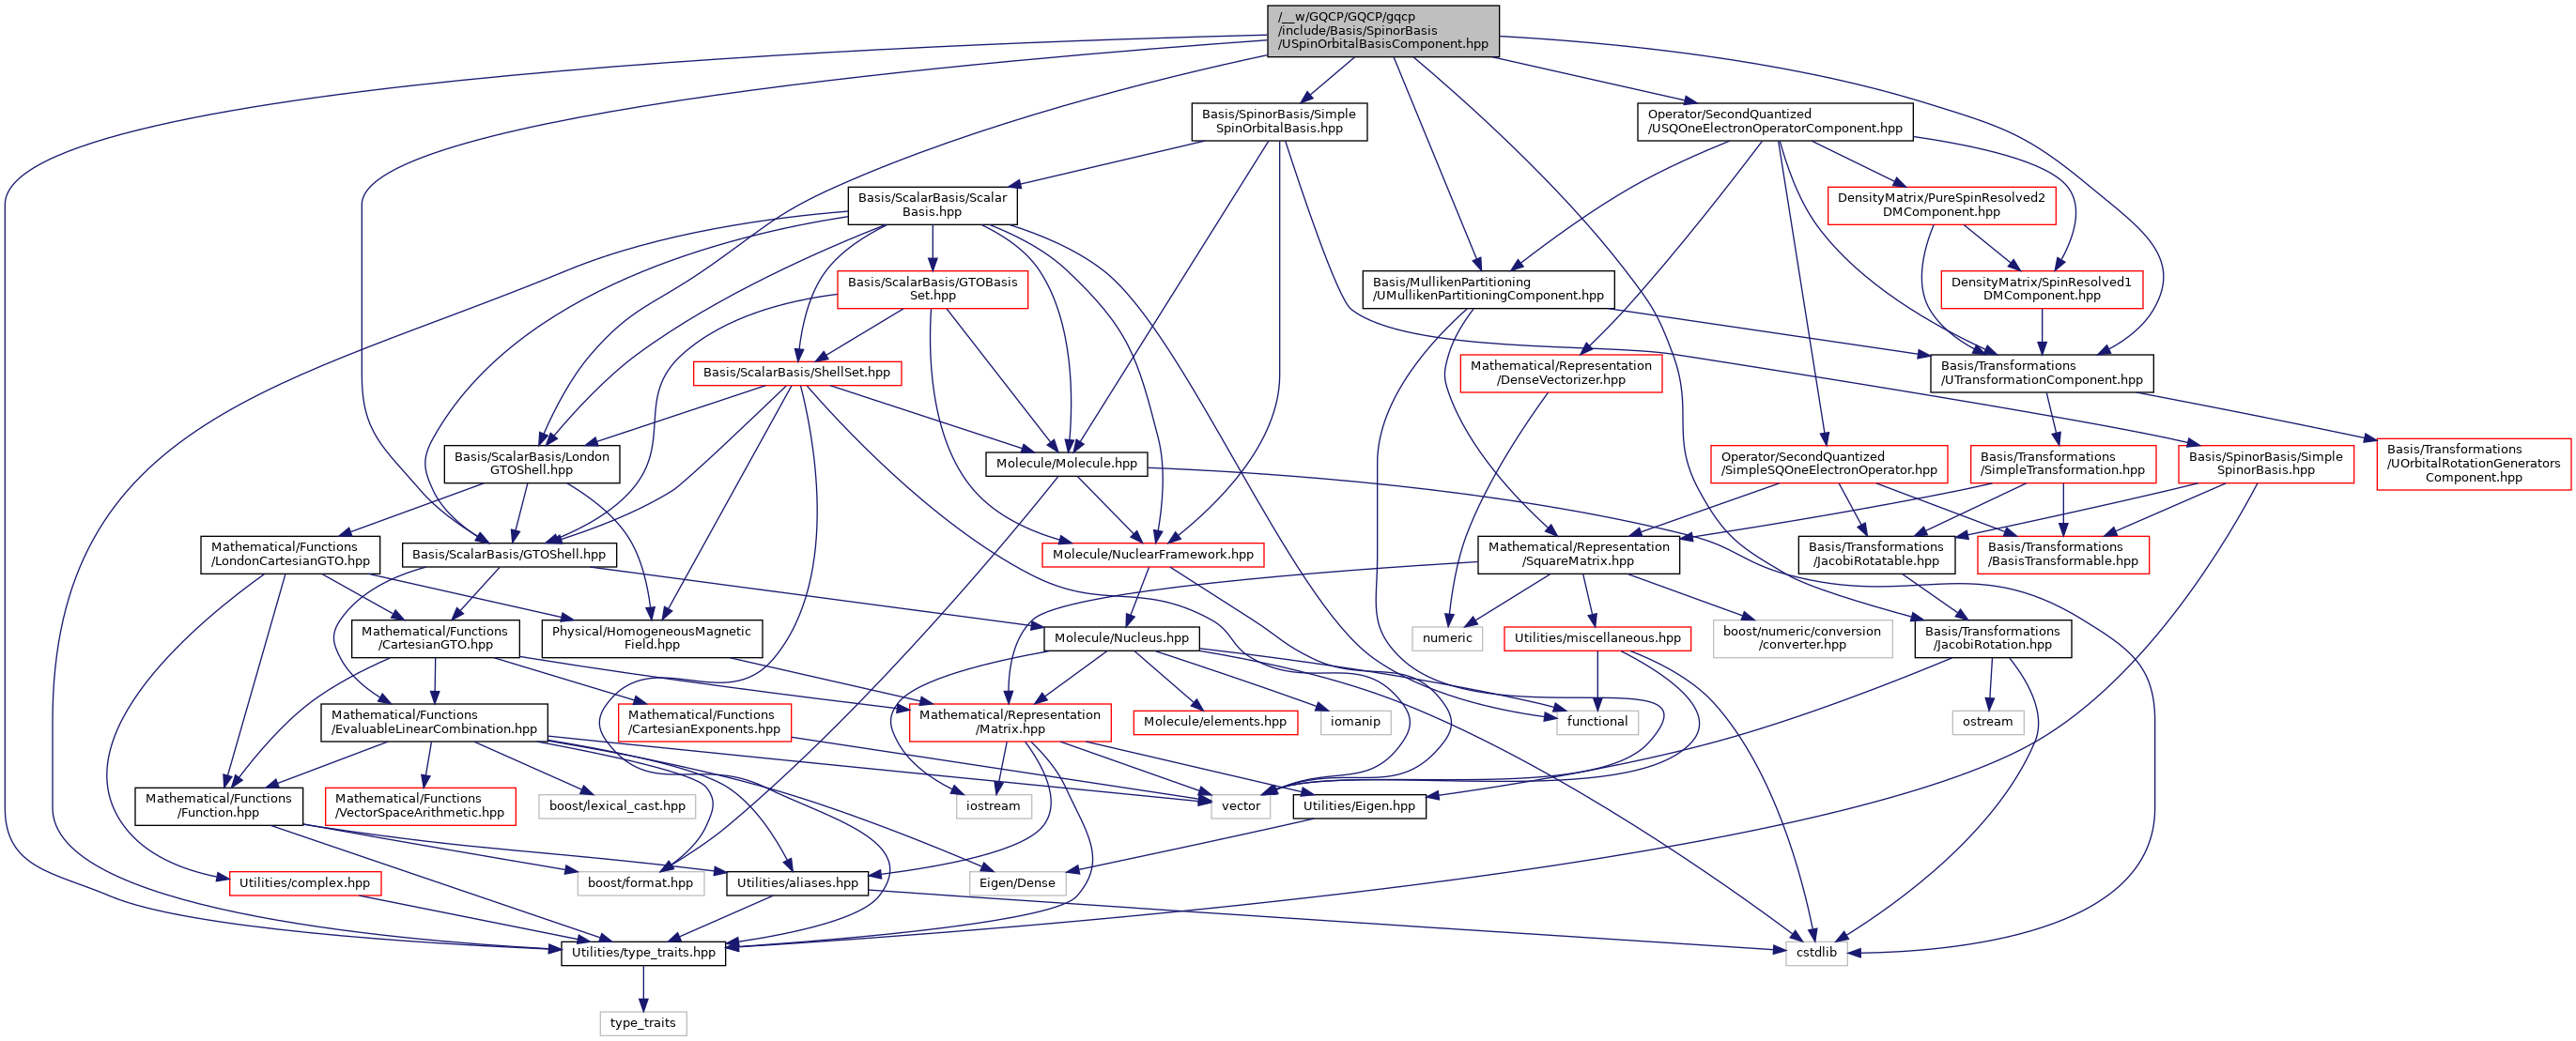 /__w/GQCP/GQCP/gqcp
/include/Basis/SpinorBasis
/USpinOrbitalBasisComponent.hpp
Basis/SpinorBasis/Simple
SpinOrbitalBasis.hpp
Operator/SecondQuantized
/USQOneElectronOperatorComponent.hpp
Basis/ScalarBasis/Scalar
Basis.hpp
DensityMatrix/PureSpinResolved2
DMComponent.hpp
Basis/ScalarBasis/GTOBasis
Set.hpp
Basis/MullikenPartitioning
/UMullikenPartitioningComponent.hpp
DensityMatrix/SpinResolved1
DMComponent.hpp
Basis/ScalarBasis/ShellSet.hpp
Mathematical/Representation
/DenseVectorizer.hpp
Basis/Transformations
/UTransformationComponent.hpp
Basis/ScalarBasis/London
GTOShell.hpp
Molecule/Molecule.hpp
Operator/SecondQuantized
/SimpleSQOneElectronOperator.hpp
Basis/Transformations
/SimpleTransformation.hpp
Basis/SpinorBasis/Simple
SpinorBasis.hpp
Basis/Transformations
/UOrbitalRotationGenerators
Component.hpp
Mathematical/Functions
/LondonCartesianGTO.hpp
Basis/ScalarBasis/GTOShell.hpp
Molecule/NuclearFramework.hpp
Mathematical/Representation
/SquareMatrix.hpp
Basis/Transformations
/JacobiRotatable.hpp
Basis/Transformations
/BasisTransformable.hpp
Mathematical/Functions
/CartesianGTO.hpp
Physical/HomogeneousMagnetic
Field.hpp
Molecule/Nucleus.hpp
numeric
Utilities/miscellaneous.hpp
boost/numeric/conversion
/converter.hpp
Basis/Transformations
/JacobiRotation.hpp
Mathematical/Functions
/EvaluableLinearCombination.hpp
Mathematical/Functions
/CartesianExponents.hpp
Mathematical/Representation
/Matrix.hpp
Molecule/elements.hpp
iomanip
functional
ostream
Mathematical/Functions
/Function.hpp
Mathematical/Functions
/VectorSpaceArithmetic.hpp
boost/lexical_cast.hpp
iostream
vector
Utilities/Eigen.hpp
Utilities/complex.hpp
boost/format.hpp
Utilities/aliases.hpp
Eigen/Dense
Utilities/type_traits.hpp
cstdlib
type_traits